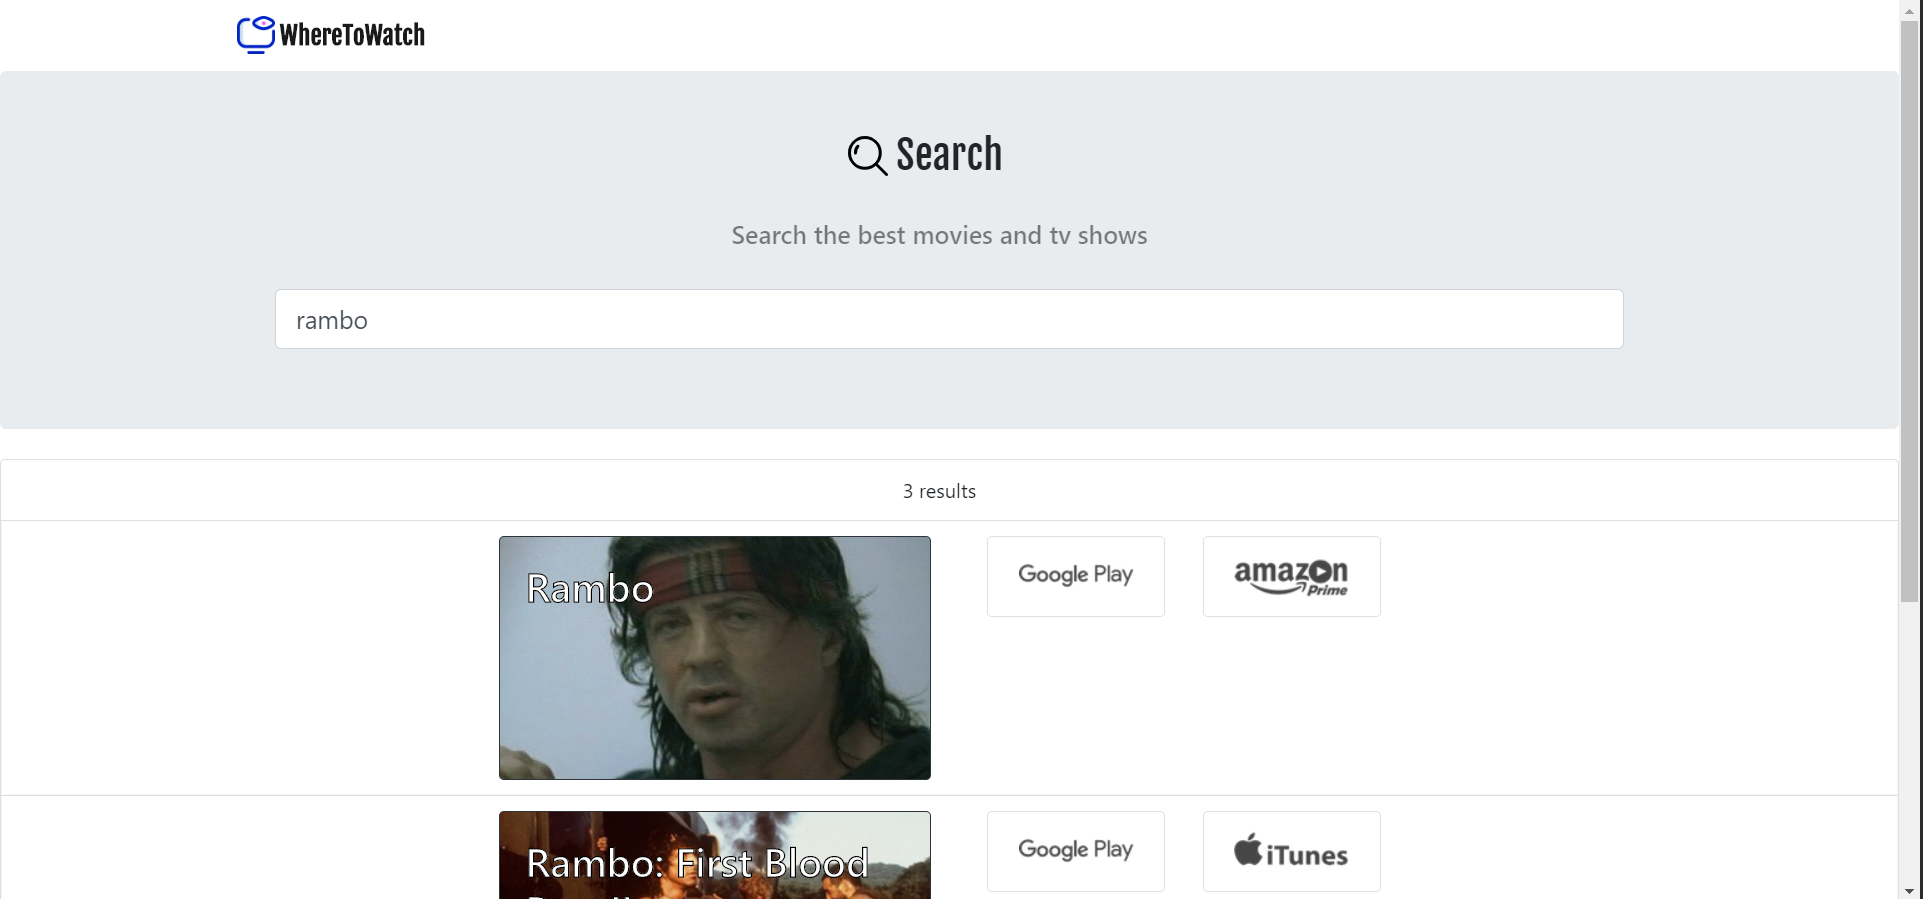 WhereToWatch
Search
Search the best movies and tv shows
rambo
3 results
Rambo
Google Play
amazon
Prime
Rambo: First Blood
Google Play
iTunes